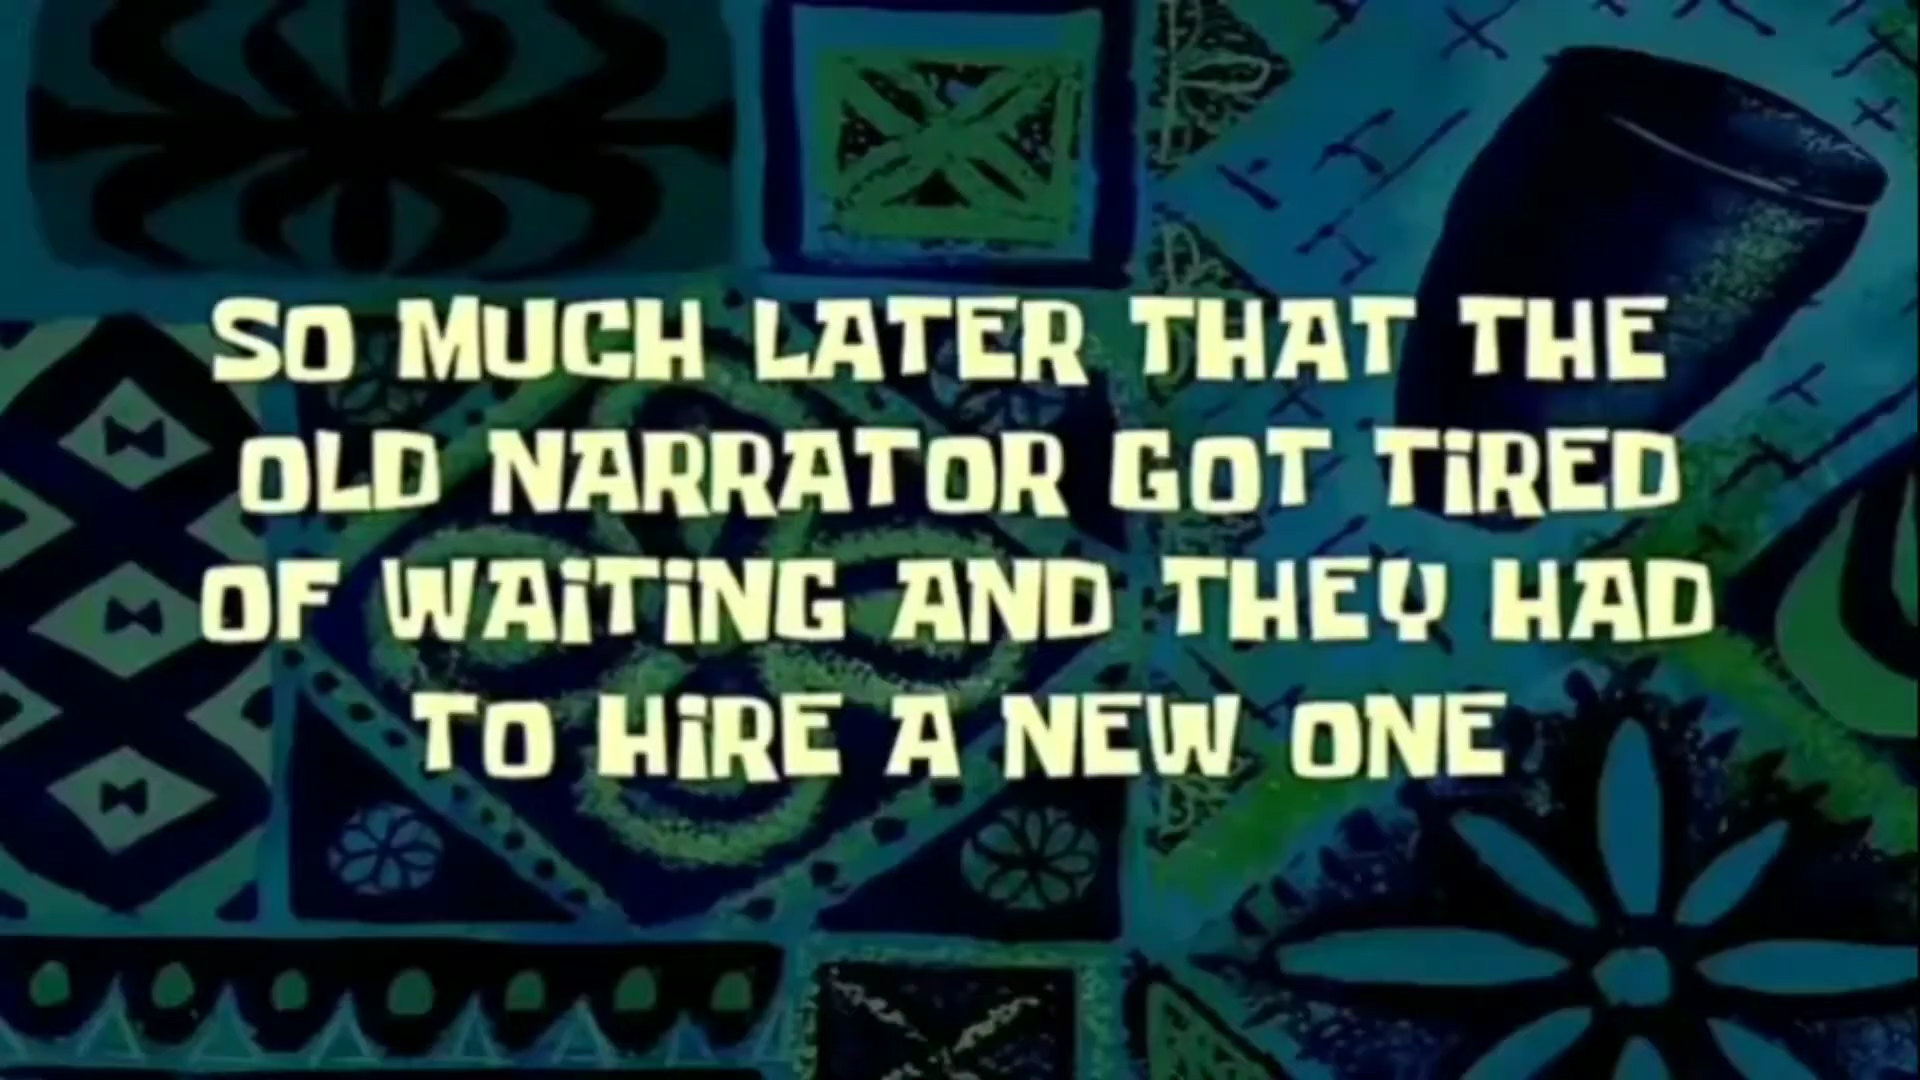 SO MUCH LATER THAT THE
OLD NARRATOR GOT TiRED
OF WAiTiNG AND THEY HAD
TO HiRE A NEW ONE